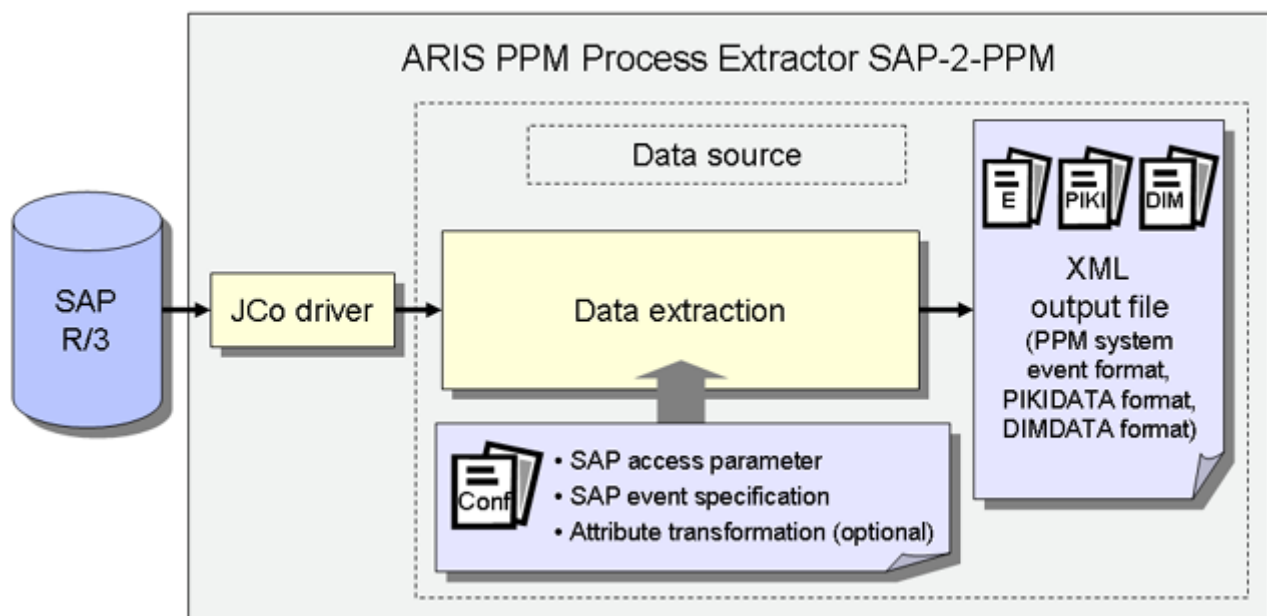 ARIS PPM Process Extractor SAP-2-PPM
Data source
SAP
R/3
JCo driver
Data extraction
E
PIKI
DIM
XML
output file
(PPM system
event format,
PIKIDATA format,
DIMDATA format)
Conf
• SAP access parameter
• SAP event specification
• Attribute transformation (optional)